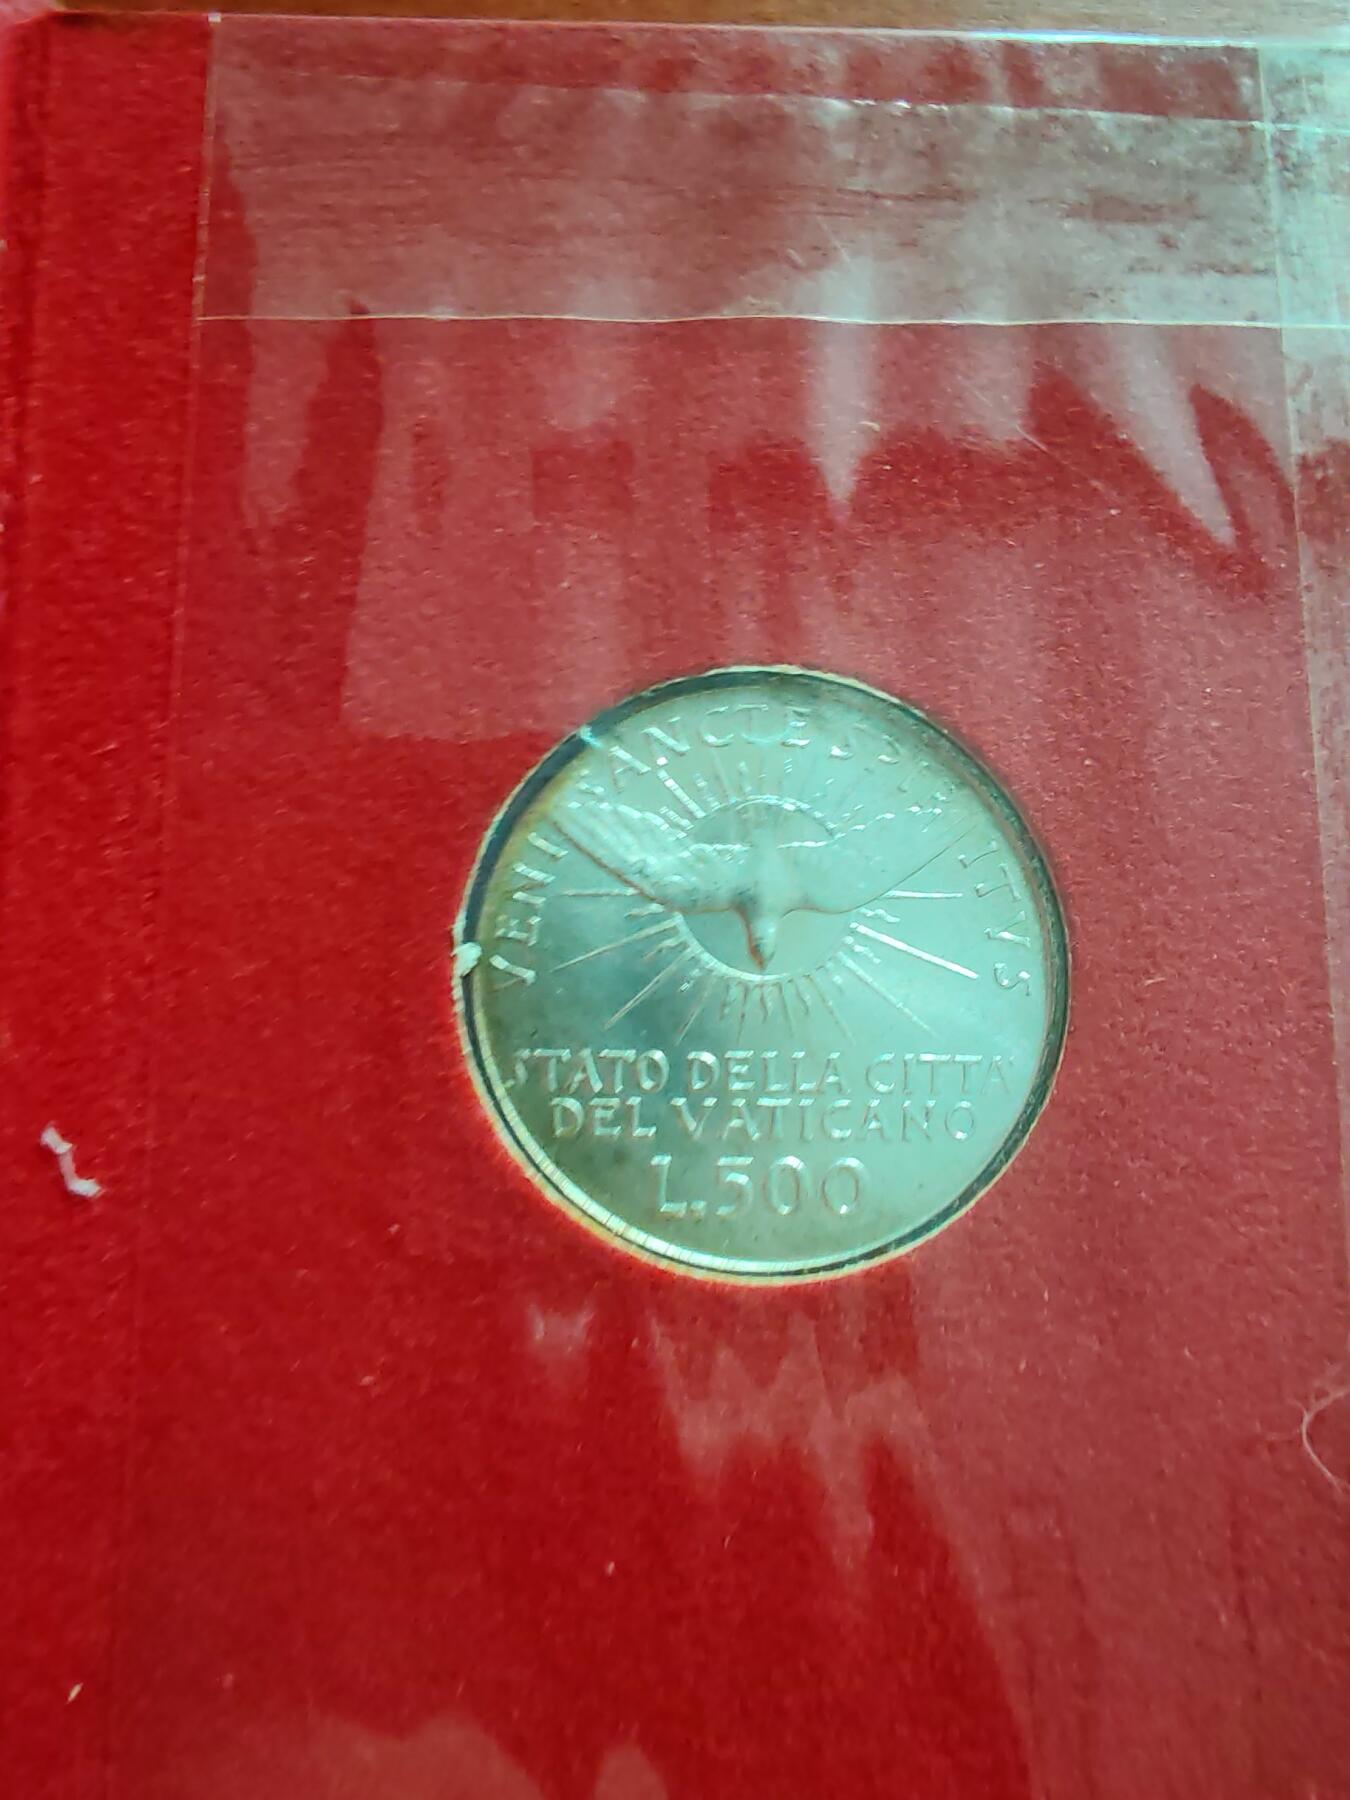 VENI SANCTE SPIRITVS
STATO DELLA CITTA'
DEL VATICANO
L.500